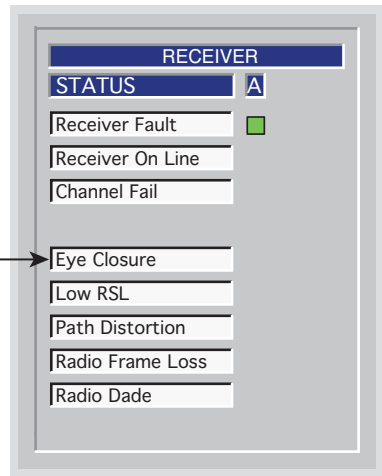 RECEIVER
STATUS A
Receiver Fault
Receiver On Line
Channel Fail
Eye Closure
Low RSL
Path Distortion
Radio Frame Loss
Radio Dade